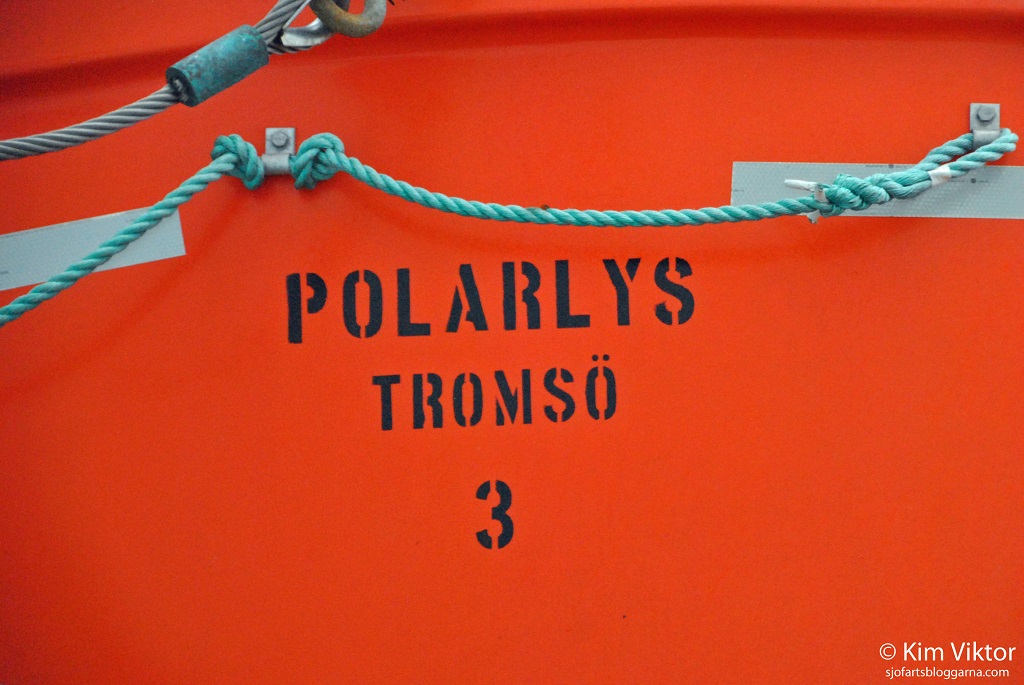 POLARLYS
TROMSÖ
3
© Kim Viktor
sjofartsbloggarna.com